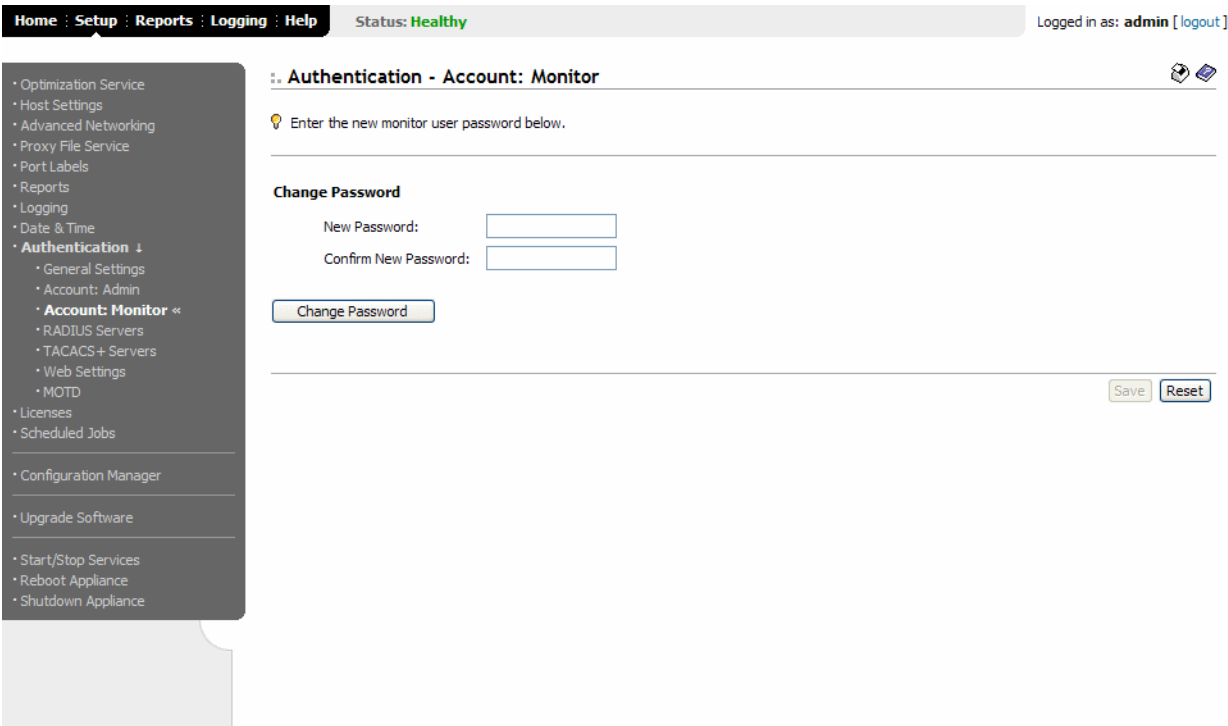 Home Setup Reports Logging Help Status: Healthy Logged in as: admin [ logout ]
:. Authentication - Account: Monitor
Enter the new monitor user password below.
Change Password
New Password:
Confirm New Password:
Change Password
Save Reset
· Optimization Service
· Host Settings
· Advanced Networking
· Proxy File Service
· Port Labels
· Reports
· Logging
· Date & Time
· Authentication ↓
· General Settings
· Account: Admin
· Account: Monitor «
· RADIUS Servers
· TACACS+ Servers
· Web Settings
· MOTD
· Licenses
· Scheduled Jobs
· Configuration Manager
· Upgrade Software
· Start/Stop Services
· Reboot Appliance
· Shutdown Appliance